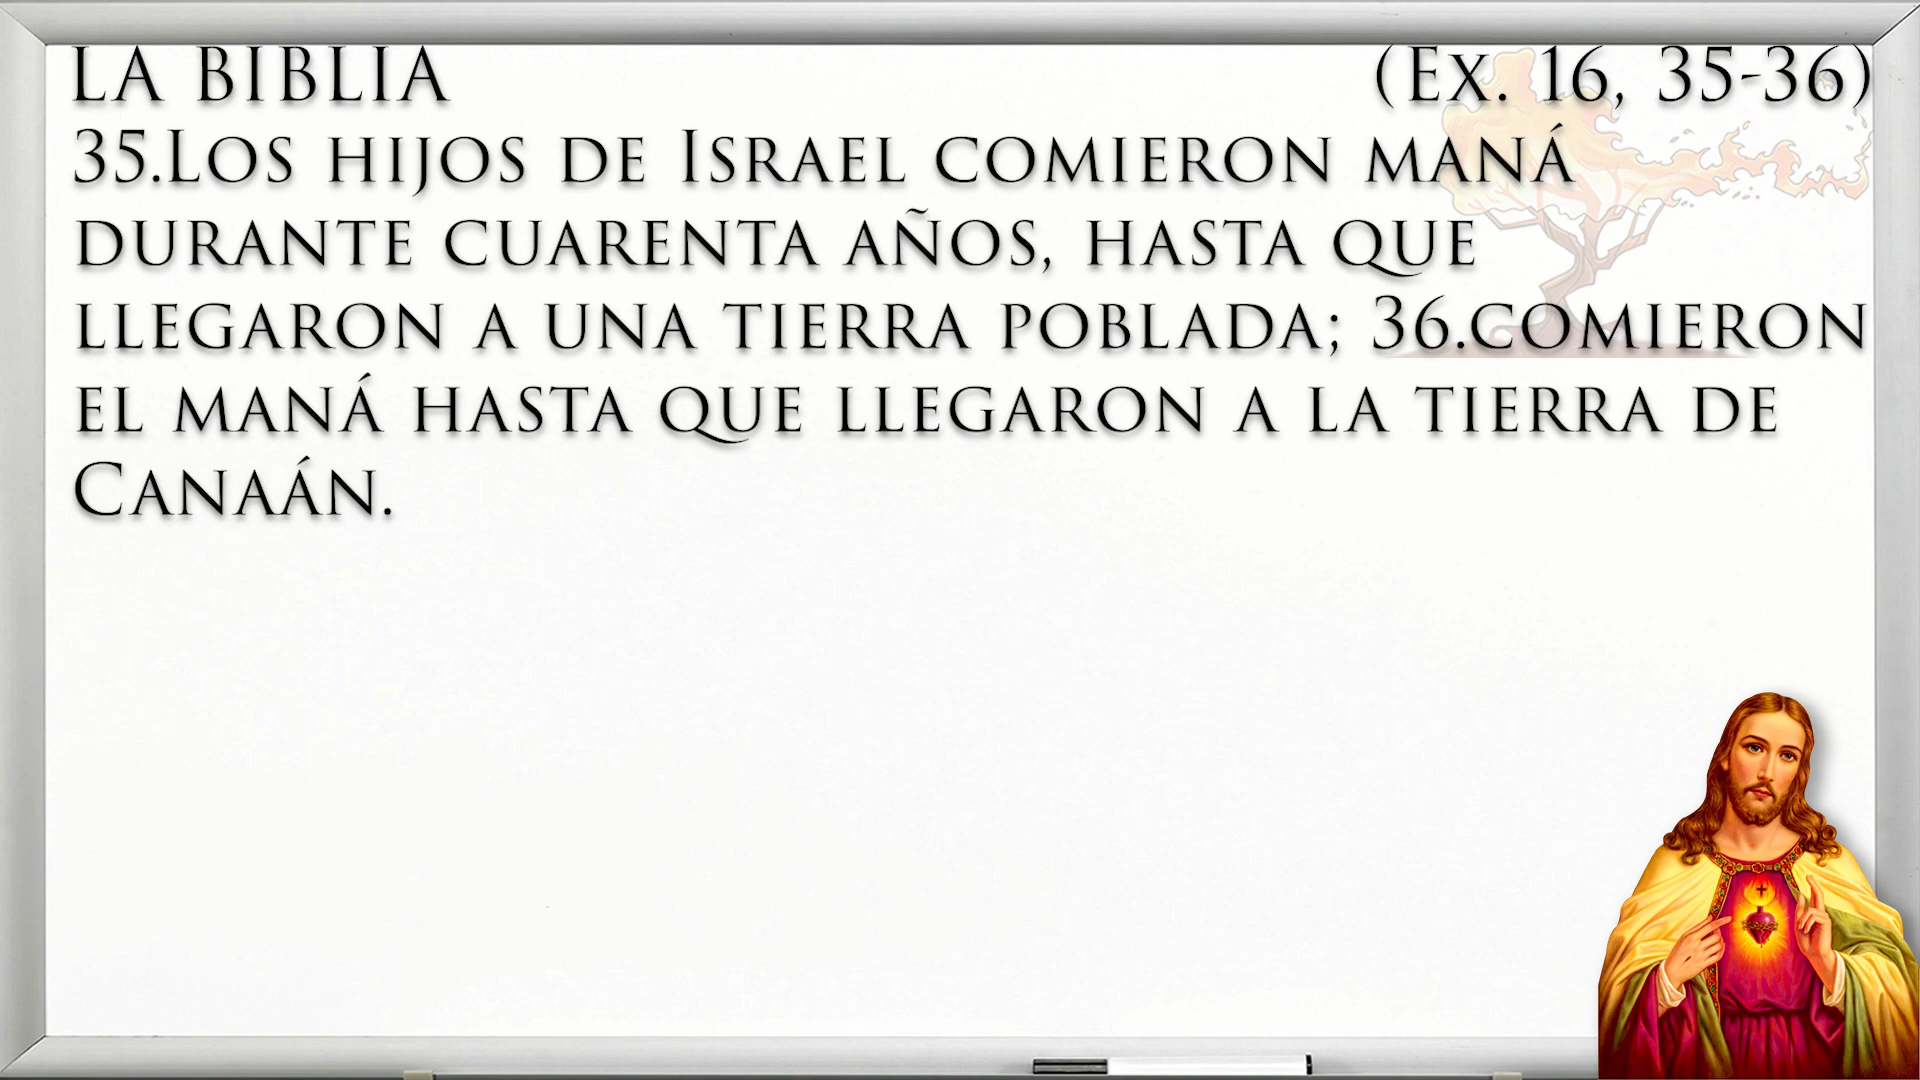 LA BIBLIA (Ex. 16, 35-36)
35.Los hijos de Israel comieron maná
durante cuarenta años, hasta que
llegaron a una tierra poblada; 36.comieron
el maná hasta que llegaron a la tierra de
Canaán.